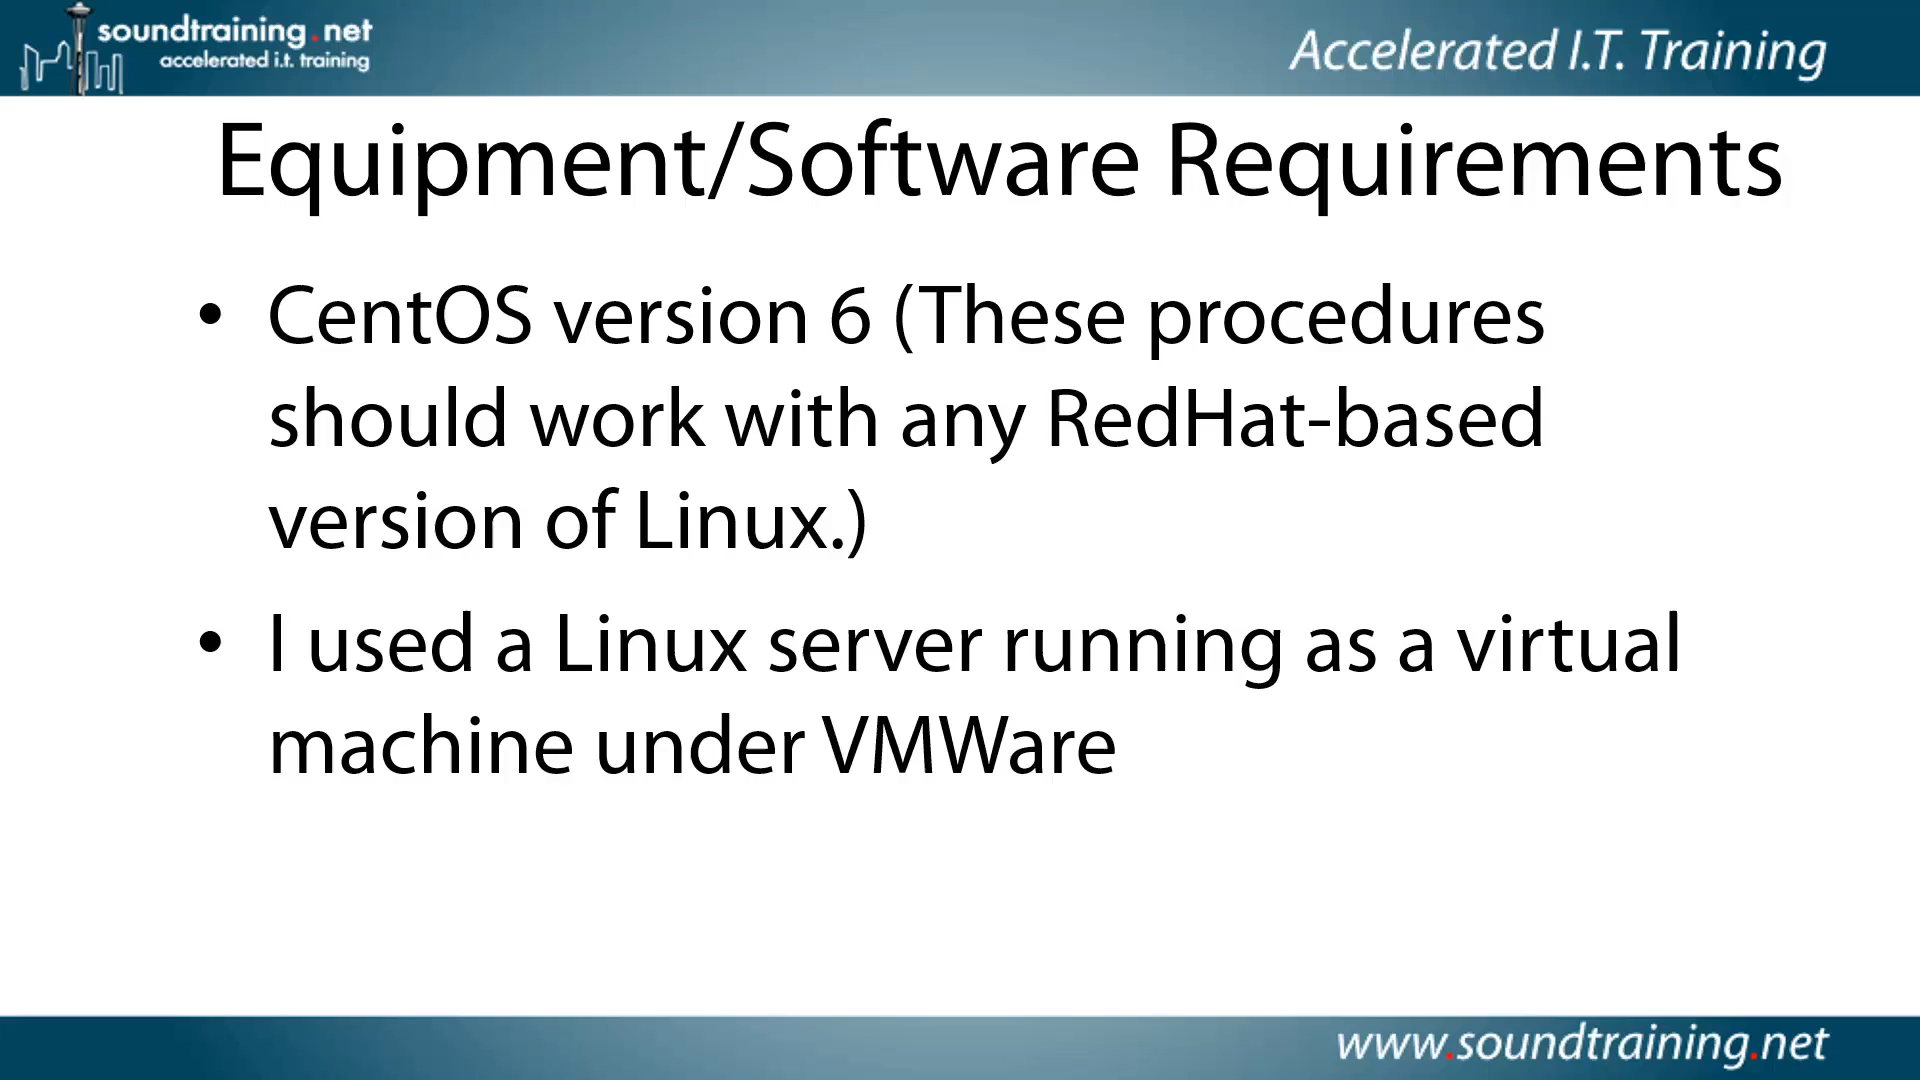 soundtraining.net
accelerated i.t. training
Accelerated I.T. Training
Equipment/Software Requirements
• CentOS version 6 (These procedures
should work with any RedHat-based
version of Linux.)
• I used a Linux server running as a virtual
machine under VMWare
www.soundtraining.net